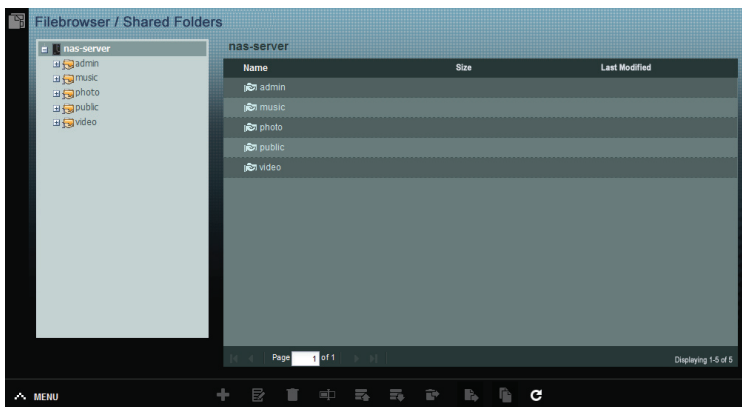 Filebrowser / Shared Folders
nas-server
admin
music
photo
public
video
nas-server
Name Size Last Modified
admin
music
photo
public
video
Page 1 of 1
Displaying 1-5 of 5
MENU